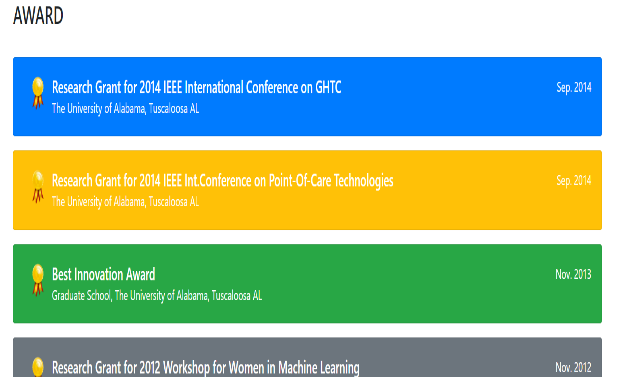 AWARD
Research Grant for 2014 IEEE International Conference on GHTC
Sep. 2014
The University of Alabama, Tuscaloosa AL
Research Grant for 2014 IEEE Int.Conference on Point-Of-Care Technologies
Sep. 2014
The University of Alabama, Tuscaloosa AL
Best Innovation Award
Nov. 2013
Graduate School, The University of Alabama, Tuscaloosa AL
Research Grant for 2012 Workshop for Women in Machine Learning
Nov. 2012